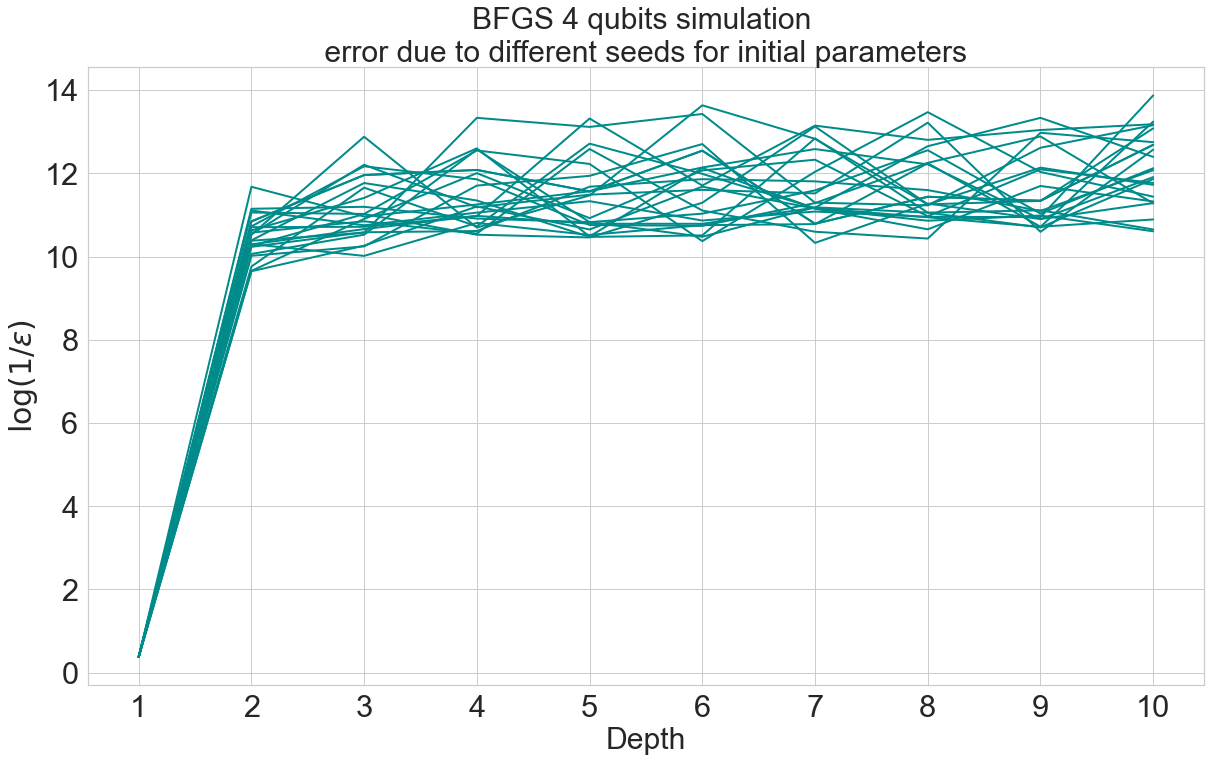 BFGS 4 qubits simulation
error due to different seeds for initial parameters
14
12
10
8
6
4
2
0
log(1/ε)
1 2 3 4 5 6 7 8 9 10
Depth